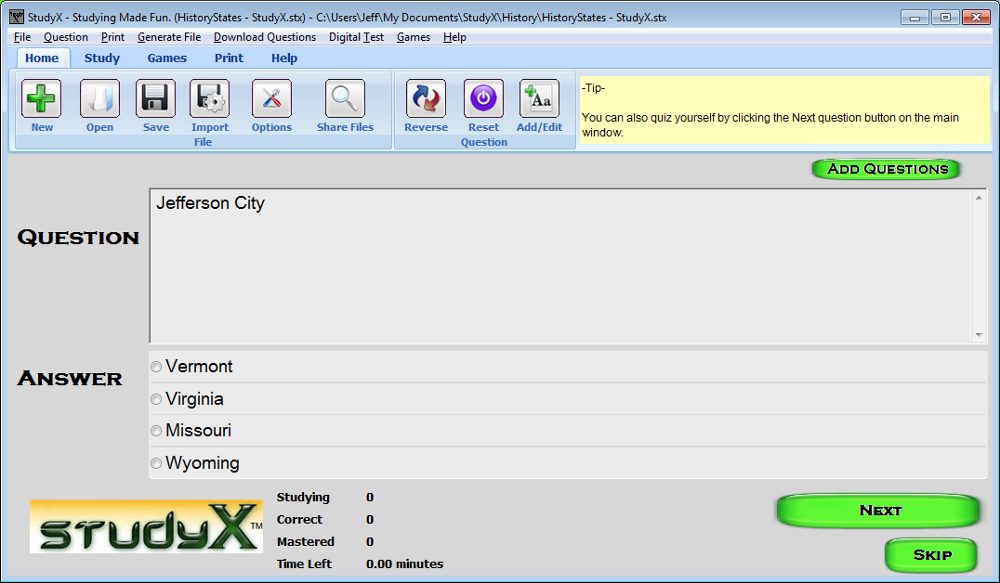 StudyX - Studying Made Fun. (HistoryStates - StudyX.stx) - C:\Users\Jeff\My Documents\StudyX\History\HistoryStates - StudyX.stx
File Question Print Generate File Download Questions Digital Test Games Help
Home Study Games Print Help
New Open Save Import Options Share Files
File
Reverse Reset Add/Edit
Question
-Tip-
You can also quiz yourself by clicking the Next question button on the main
window.
Add Questions
Question
Jefferson City
Answer
Vermont
Virginia
Missouri
Wyoming
studyX™
Studying 0
Correct 0
Mastered 0
Time Left 0.00 minutes
Next
Skip